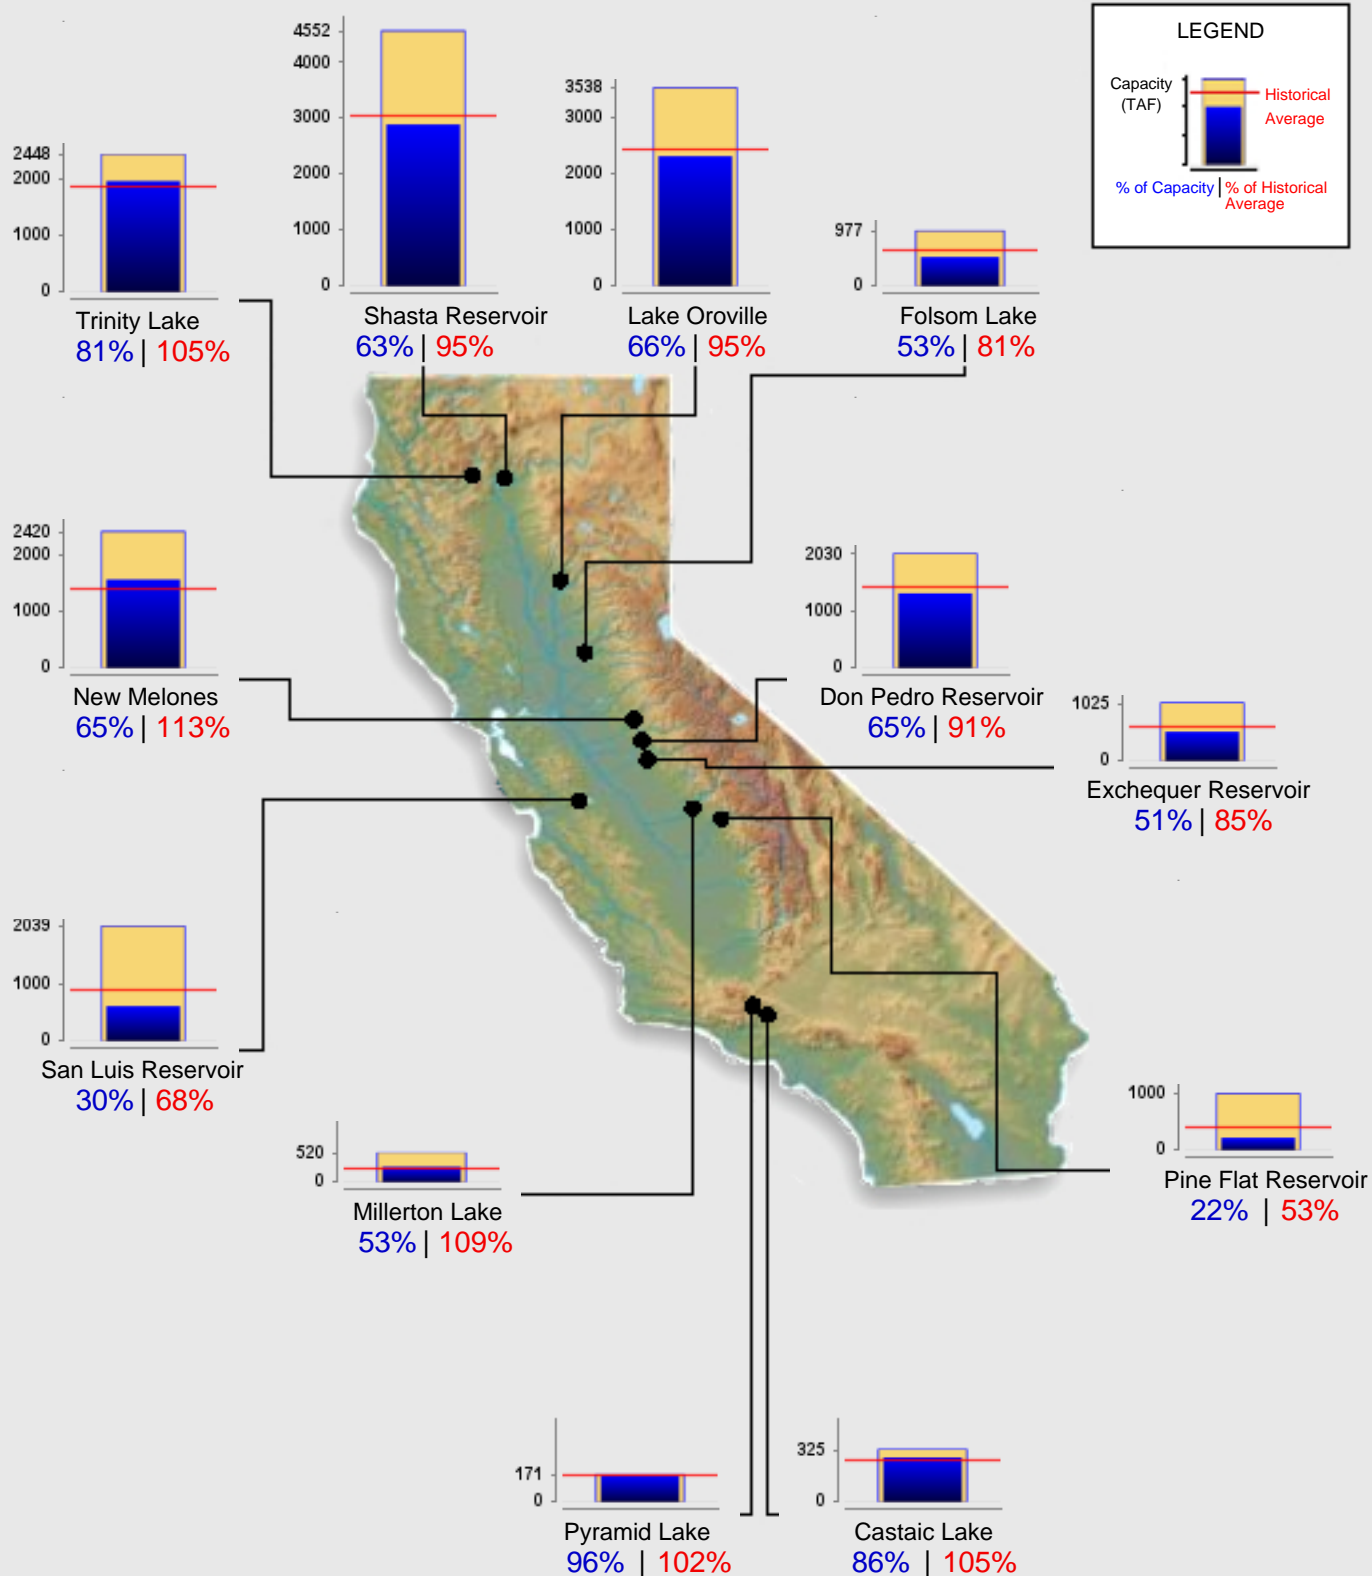 LEGEND
Capacity
(TAF)
Historical
Average
% of Capacity | % of Historical
Average
4552
4000
3000
2000
1000
0
Shasta Reservoir
63% | 95%
3538
3000
2000
1000
0
Lake Oroville
66% | 95%
977
0
Folsom Lake
53% | 81%
2448
2000
1000
0
Trinity Lake
81% | 105%
2420
2000
1000
0
New Melones
65% | 113%
2030
1000
0
Don Pedro Reservoir
65% | 91%
1025
0
Exchequer Reservoir
51% | 85%
2039
1000
0
San Luis Reservoir
30% | 68%
520
0
Millerton Lake
53% | 109%
1000
0
Pine Flat Reservoir
22% | 53%
171
0
Pyramid Lake
96% | 102%
325
0
Castaic Lake
86% | 105%